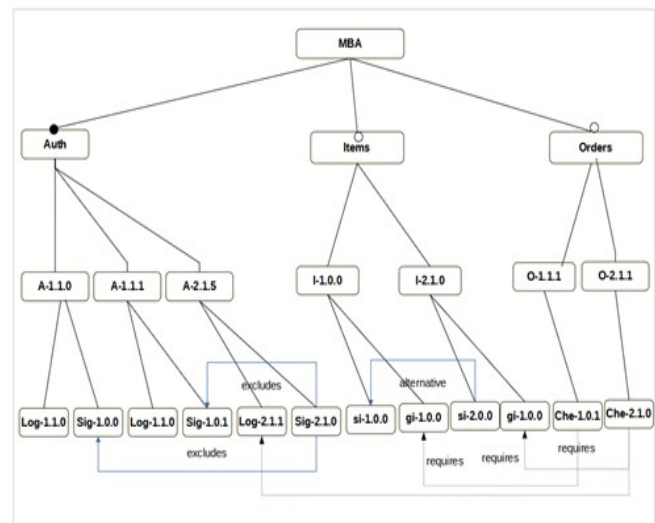 MBA
Auth
Items
Orders
A-1.1.0
A-1.1.1
A-2.1.5
I-1.0.0
I-2.1.0
O-1.1.1
O-2.1.1
excludes
alternative
Log-1.1.0
Sig-1.0.0
Log-1.1.0
Sig-1.0.1
Log-2.1.1
Sig-2.1.0
si-1.0.0
gi-1.0.0
si-2.0.0
gi-1.0.0
Che-1.0.1
Che-2.1.0
excludes
requires
requires
requires